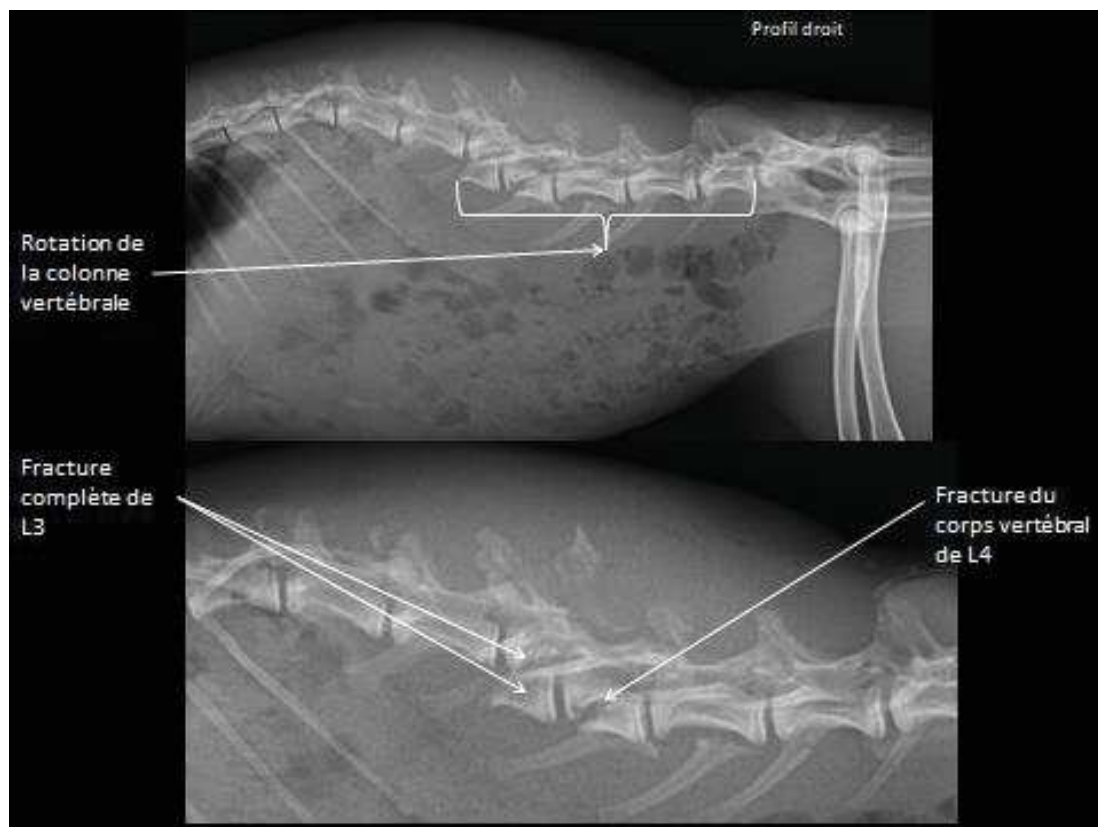 Profil droit
Rotation de
la colonne
vertébrale
Fracture
complète de
L3
Fracture du
corps vertébral
de L4